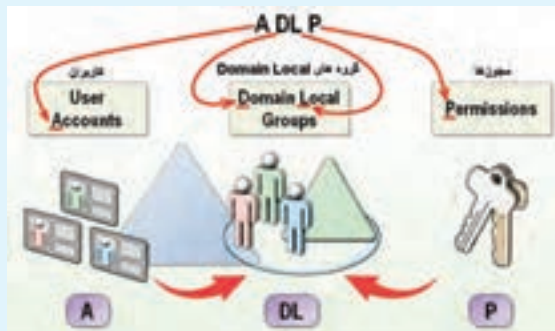 A DL P
کاربران
گروه های Domain Local
مجوزها
User
Accounts
Domain Local
Groups
Permissions
A
DL
P